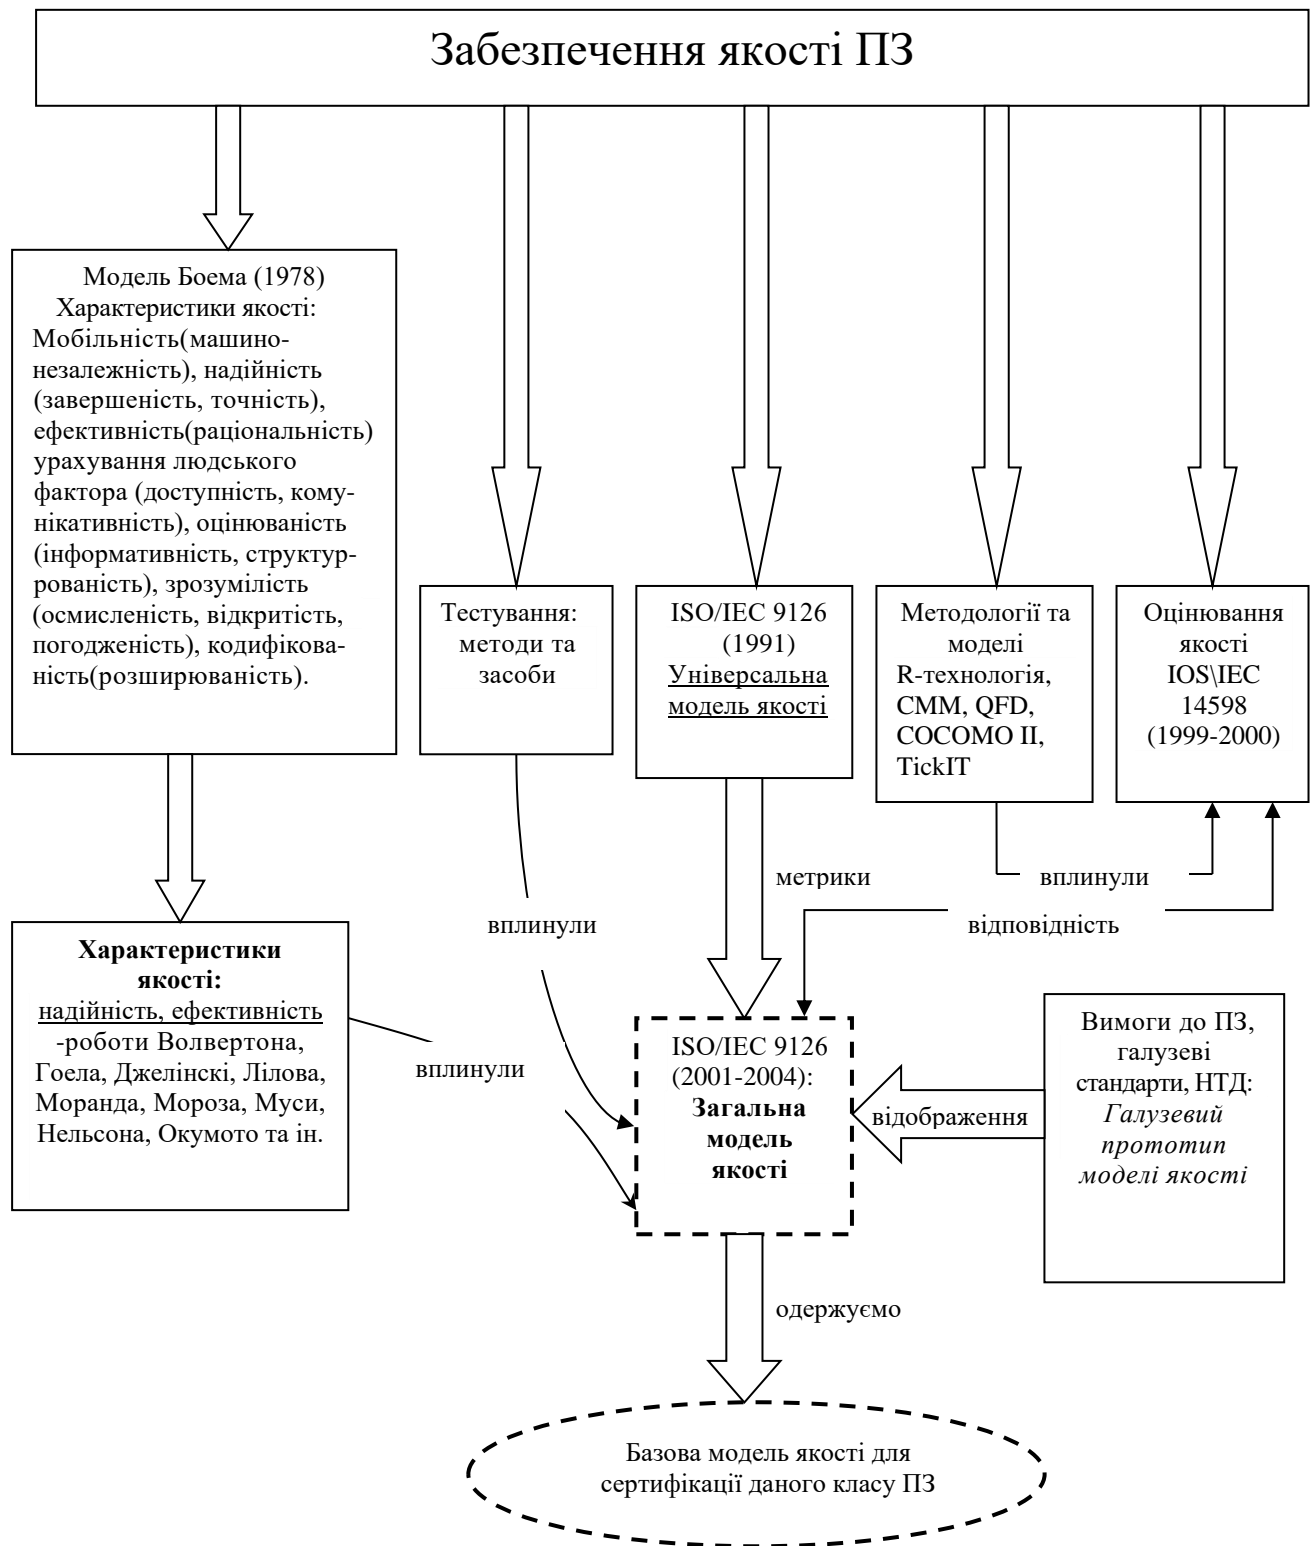 Забезпечення якості ПЗ
Модель Боема (1978)
Характеристики якості:
Мобільність(машино-
незалежність), надійність
(завершеність, точність),
ефективність(раціональність)
урахування людського
фактора (доступність, кому-
нікативність), оцінюваність
(інформативність, структур-
рованість), зрозумілість
(осмисленість, відкритість,
погодженість), кодифікова-
ність(розширюваність).
Тестування:
методи та
засоби
ISO/IEC 9126
(1991)
Універсальна
модель якості
Методології та
моделі
R-технологія,
CMM, QFD,
COCOMO II,
TickIT
Оцінювання
якості
IOS\IEC
14598
(1999-2000)
метрики
вплинули
відповідність
вплинули
Характеристики
якості:
надійність, ефективність
-роботи Волвертона,
Гоела, Джелінскі, Лілова,
Моранда, Мороза, Муси,
Нельсона, Окумото та ін.
вплинули
ISO/IEC 9126
(2001-2004):
Загальна
модель
якості
відображення
Вимоги до ПЗ,
галузеві
стандарти, НТД:
Галузевий
прототип
моделі якості
одержуємо
Базова модель якості для
сертифікації даного класу ПЗ